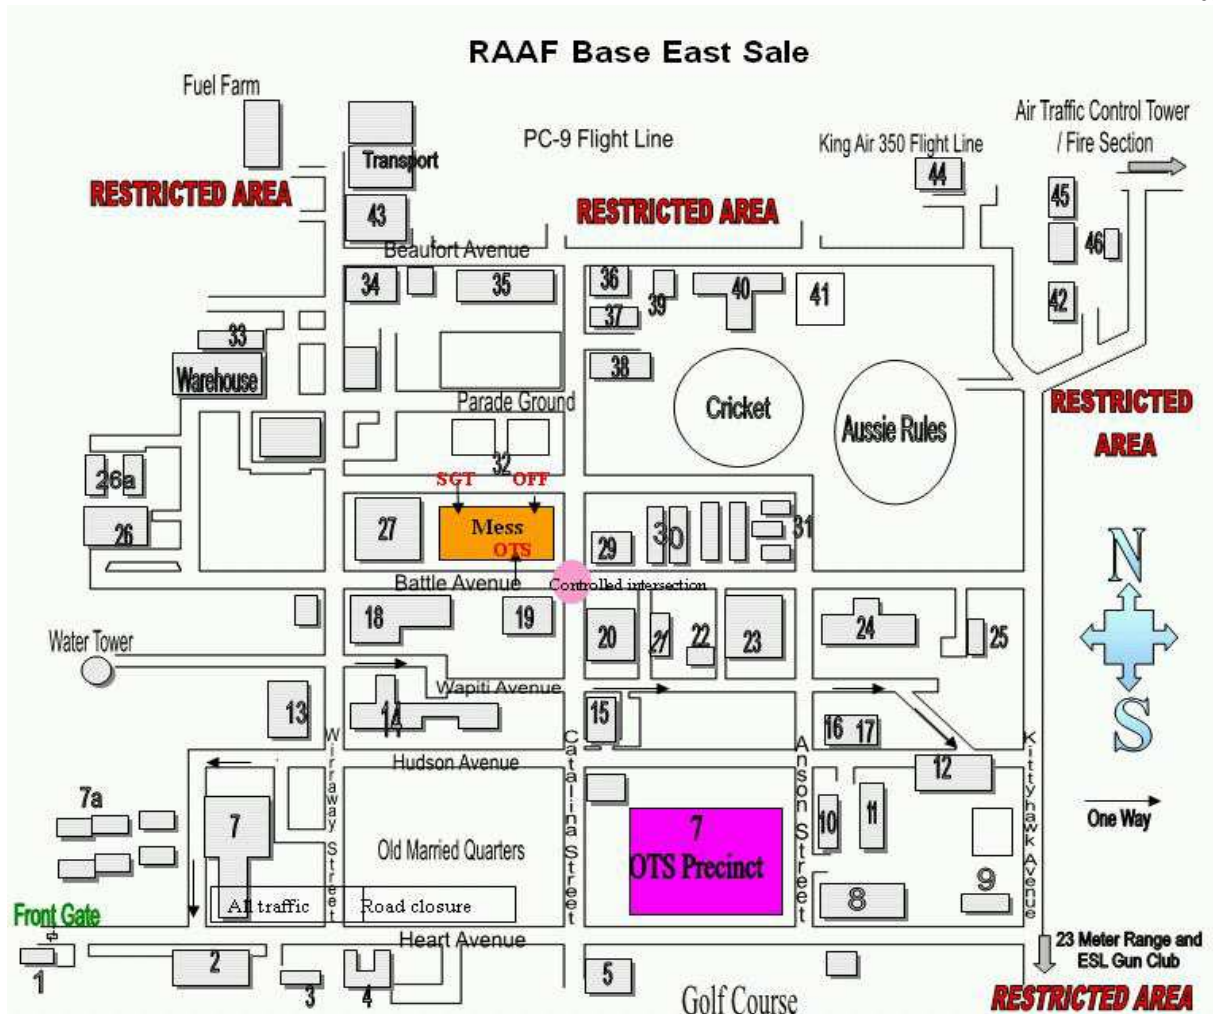 RAAF Base East Sale
Fuel Farm
Air Traffic Control Tower
/ Fire Section
PC-9 Flight Line
King Air 350 Flight Line
Transport
44
RESTRICTED AREA
45
RESTRICTED AREA
43
46
Beaufort Avenue
34
35
36
39
40
41
42
37
33
38
Warehouse
Parade Ground
Cricket
Aussie Rules
RESTRICTED
AREA
32
SGT
OFF
26a
26
27
Mess
OTS
29
30
31
N
Battle Avenue
Controlled intersection
18
19
20
21
22
23
24
25
Water Tower
Wapiti Avenue
13
14
15
16
17
S
Wirraway Street
Catalina Street
Anson Street
Kittyhawk Avenue
Hudson Avenue
12
7a
7
One Way
7
OTS Precinct
10
11
Old Married Quarters
9
8
All traffic
Road closure
Front Gate
Heart Avenue
23 Meter Range and
ESL Gun Club
1
2
3
4
5
Golf Course
RESTRICTED AREA